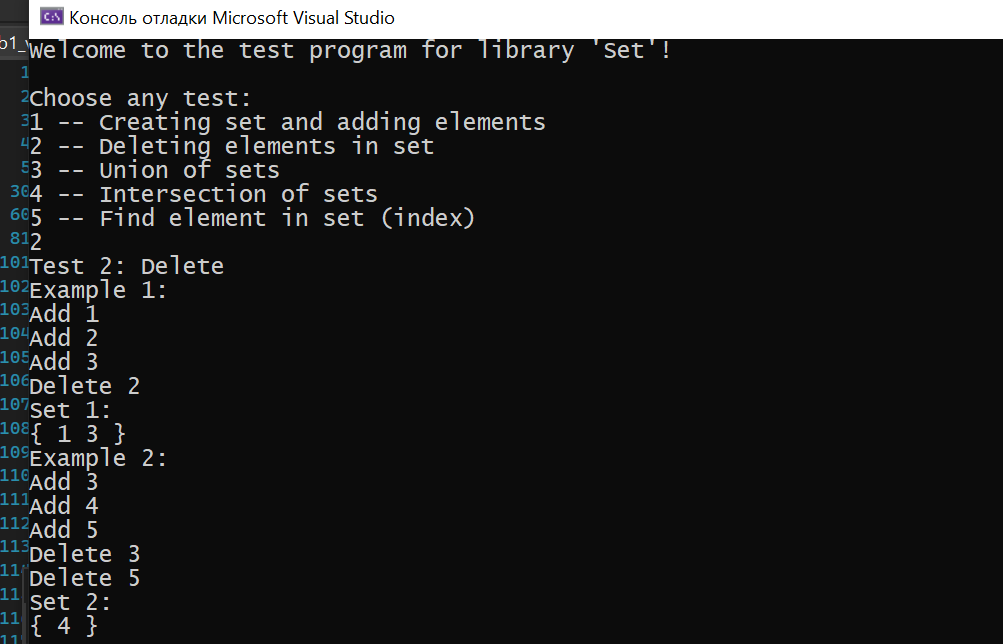 Консоль отладки Microsoft Visual Studio
Welcome to the test program for library 'Set'!
Choose any test:
1 -- Creating set and adding elements
2 -- Deleting elements in set
3 -- Union of sets
4 -- Intersection of sets
5 -- Find element in set (index)
2
Test 2: Delete
Example 1:
Add 1
Add 2
Add 3
Delete 2
Set 1:
{ 1 3 }
Example 2:
Add 3
Add 4
Add 5
Delete 3
Delete 5
Set 2:
{ 4 }